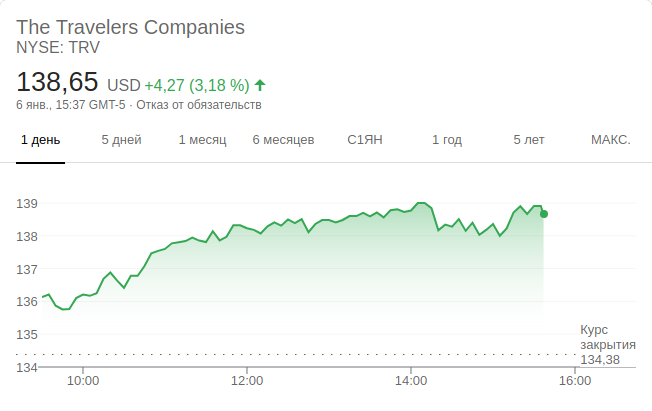 The Travelers Companies
NYSE: TRV
138,65 USD +4,27 (3,18 %)
6 янв., 15:37 GMT-5 · Отказ от обязательств
1 день 5 дней 1 месяц 6 месяцев С1ЯН 1 год 5 лет МАКС.
139
138
137
136
135
134
Курс
закрытия
134,38
10:00 12:00 14:00 16:00